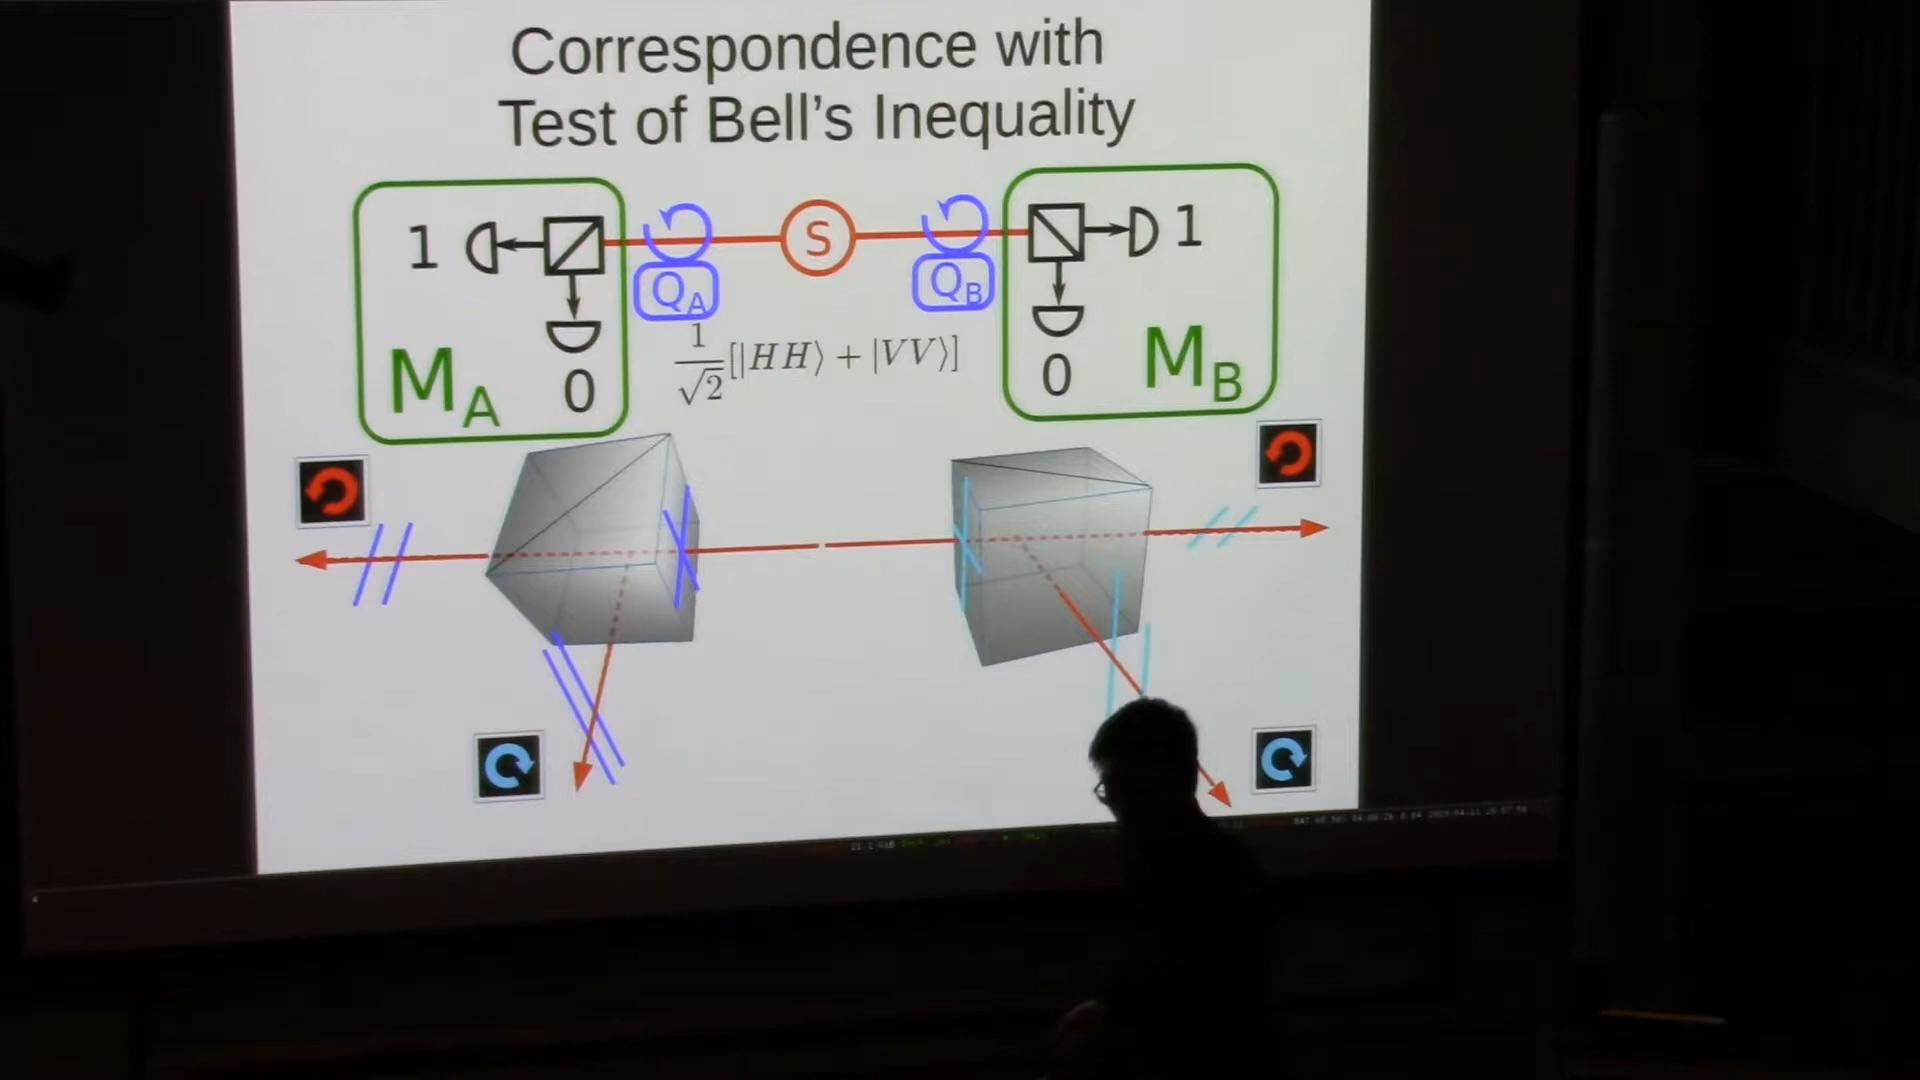 Correspondence with
Test of Bell's Inequality
1
S
1
Q_A
Q_B
1/√2 [|HH⟩ + |VV⟩]
M_A
0
0
M_B